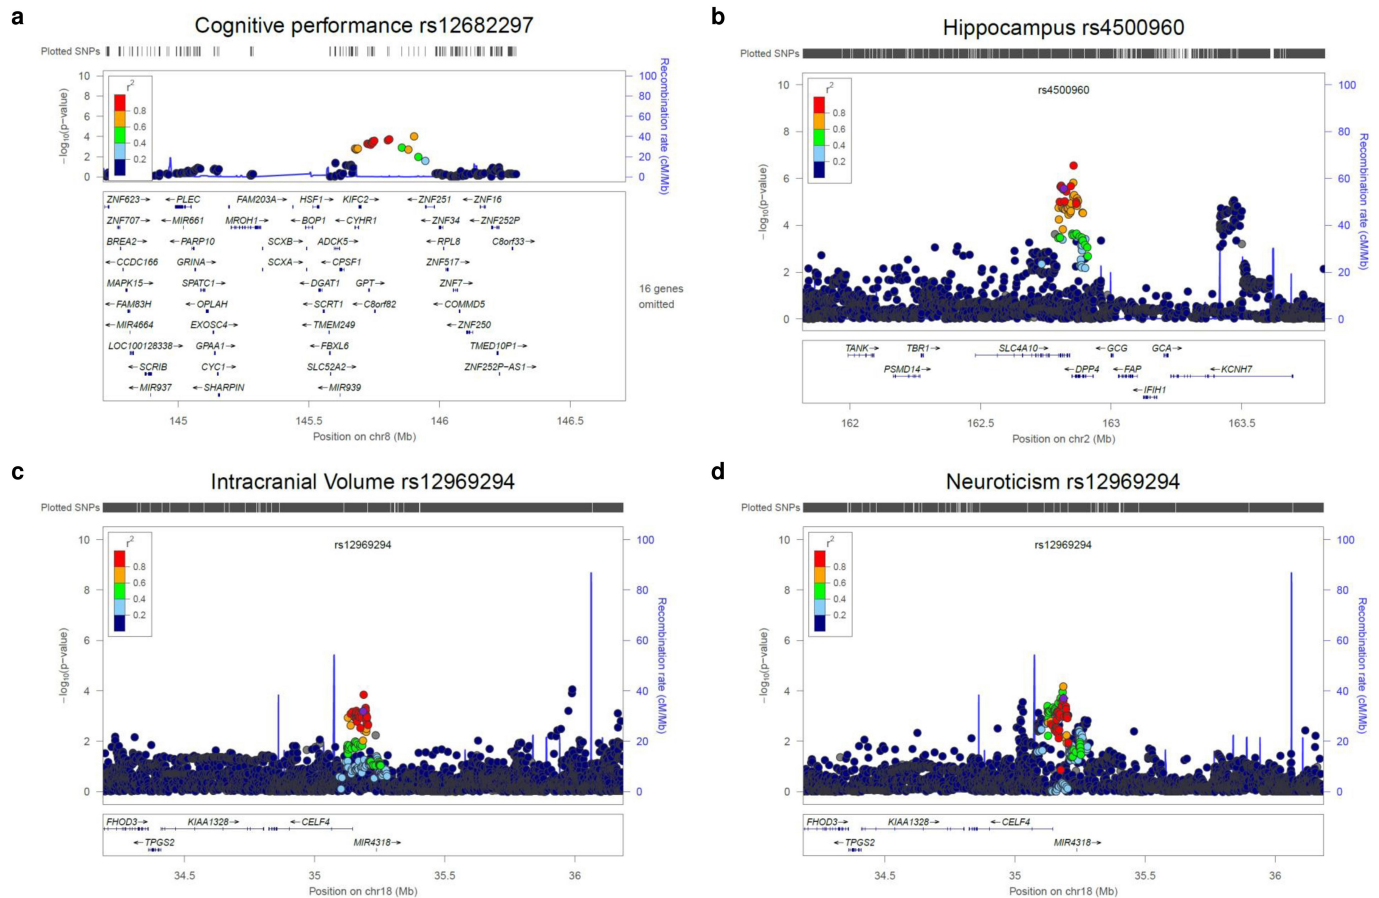 a
Cognitive performance rs12682297
Plotted SNPs
10
8
6
4
2
0
−log10(p−value)
r2
0.8
0.6
0.4
0.2
100
80
60
40
20
0
Recombination rate (cM/Mb)
ZNF623→ ←PLEC FAM203A→ HSF1→ KIFC2→ ←ZNF251 ZNF16
ZNF707→ ←MIR661 MROH1→ ←BOP1 ←CYHR1 ←ZNF34 ←ZNF252P
BREA2→ ←PARP10 SCXB→ ADCK5→ ←RPL8 C8orf33→
←CCDC166 GRINA→ SCXA→ ←CPSF1 ZNF517→
MAPK15→ SPATC1→ ←DGAT1 GPT→ ZNF7→
←FAM83H ←OPLAH ←SCRT1 ←C8orf82 ←COMMD5
←MIR4664 EXOSC4→ ←TMEM249 ←ZNF250
LOC100128338→ GPAA1→ ←FBXL6 TMED10P1→
←SCRIB CYC1→ SLC52A2→ ZNF252P−AS1→
←MIR937 ←SHARPIN ←MIR939
16 genes
omitted
145 145.5 146 146.5
Position on chr8 (Mb)
b
Hippocampus rs4500960
Plotted SNPs
rs4500960
10
8
6
4
2
0
−log10(p−value)
r2
0.8
0.6
0.4
0.2
100
80
60
40
20
0
Recombination rate (cM/Mb)
TANK→ TBR1→ SLC4A10→ ←GCG GCA→
PSMD14→ ←DPP4 ←FAP ←KCNH7
←IFIH1
162 162.5 163 163.5
Position on chr2 (Mb)
c
Intracranial Volume rs12969294
Plotted SNPs
rs12969294
10
8
6
4
2
0
−log10(p−value)
r2
0.8
0.6
0.4
0.2
100
80
60
40
20
0
Recombination rate (cM/Mb)
FHOD3→ KIAA1328→ ←CELF4
←TPGS2 MIR4318→
34.5 35 35.5 36
Position on chr18 (Mb)
d
Neuroticism rs12969294
Plotted SNPs
rs12969294
10
8
6
4
2
0
−log10(p−value)
r2
0.8
0.6
0.4
0.2
100
80
60
40
20
0
Recombination rate (cM/Mb)
FHOD3→ KIAA1328→ ←CELF4
←TPGS2 MIR4318→
34.5 35 35.5 36
Position on chr18 (Mb)